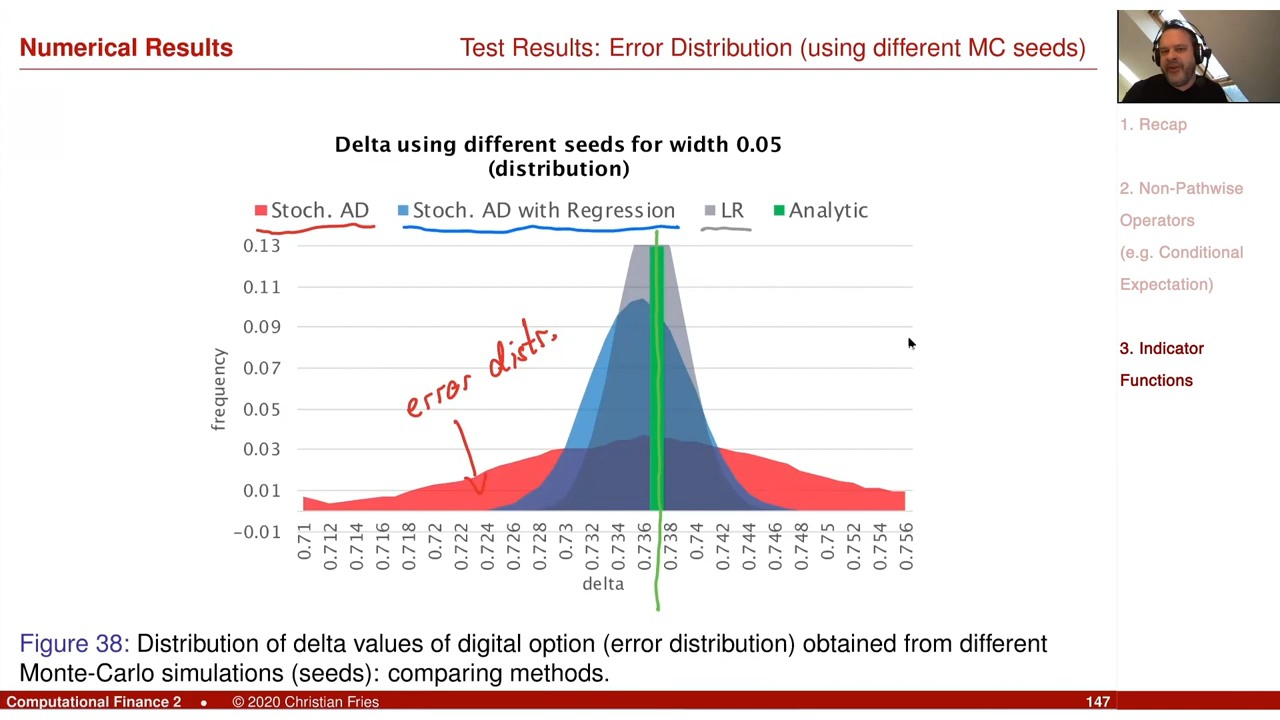 Numerical Results
Test Results: Error Distribution (using different MC seeds)
Delta using different seeds for width 0.05
(distribution)
Stoch. AD
Stoch. AD with Regression
LR
Analytic
0.13
0.11
0.09
0.07
0.05
0.03
0.01
-0.01
frequency
error distr.
0.71
0.712
0.714
0.716
0.718
0.72
0.722
0.724
0.726
0.728
0.73
0.732
0.734
0.736
0.738
0.74
0.742
0.744
0.746
0.748
0.75
0.752
0.754
0.756
delta
Figure 38: Distribution of delta values of digital option (error distribution) obtained from different
Monte-Carlo simulations (seeds): comparing methods.
1. Recap
2. Non-Pathwise
Operators
(e.g. Conditional
Expectation)
3. Indicator
Functions
Computational Finance 2 • © 2020 Christian Fries
147